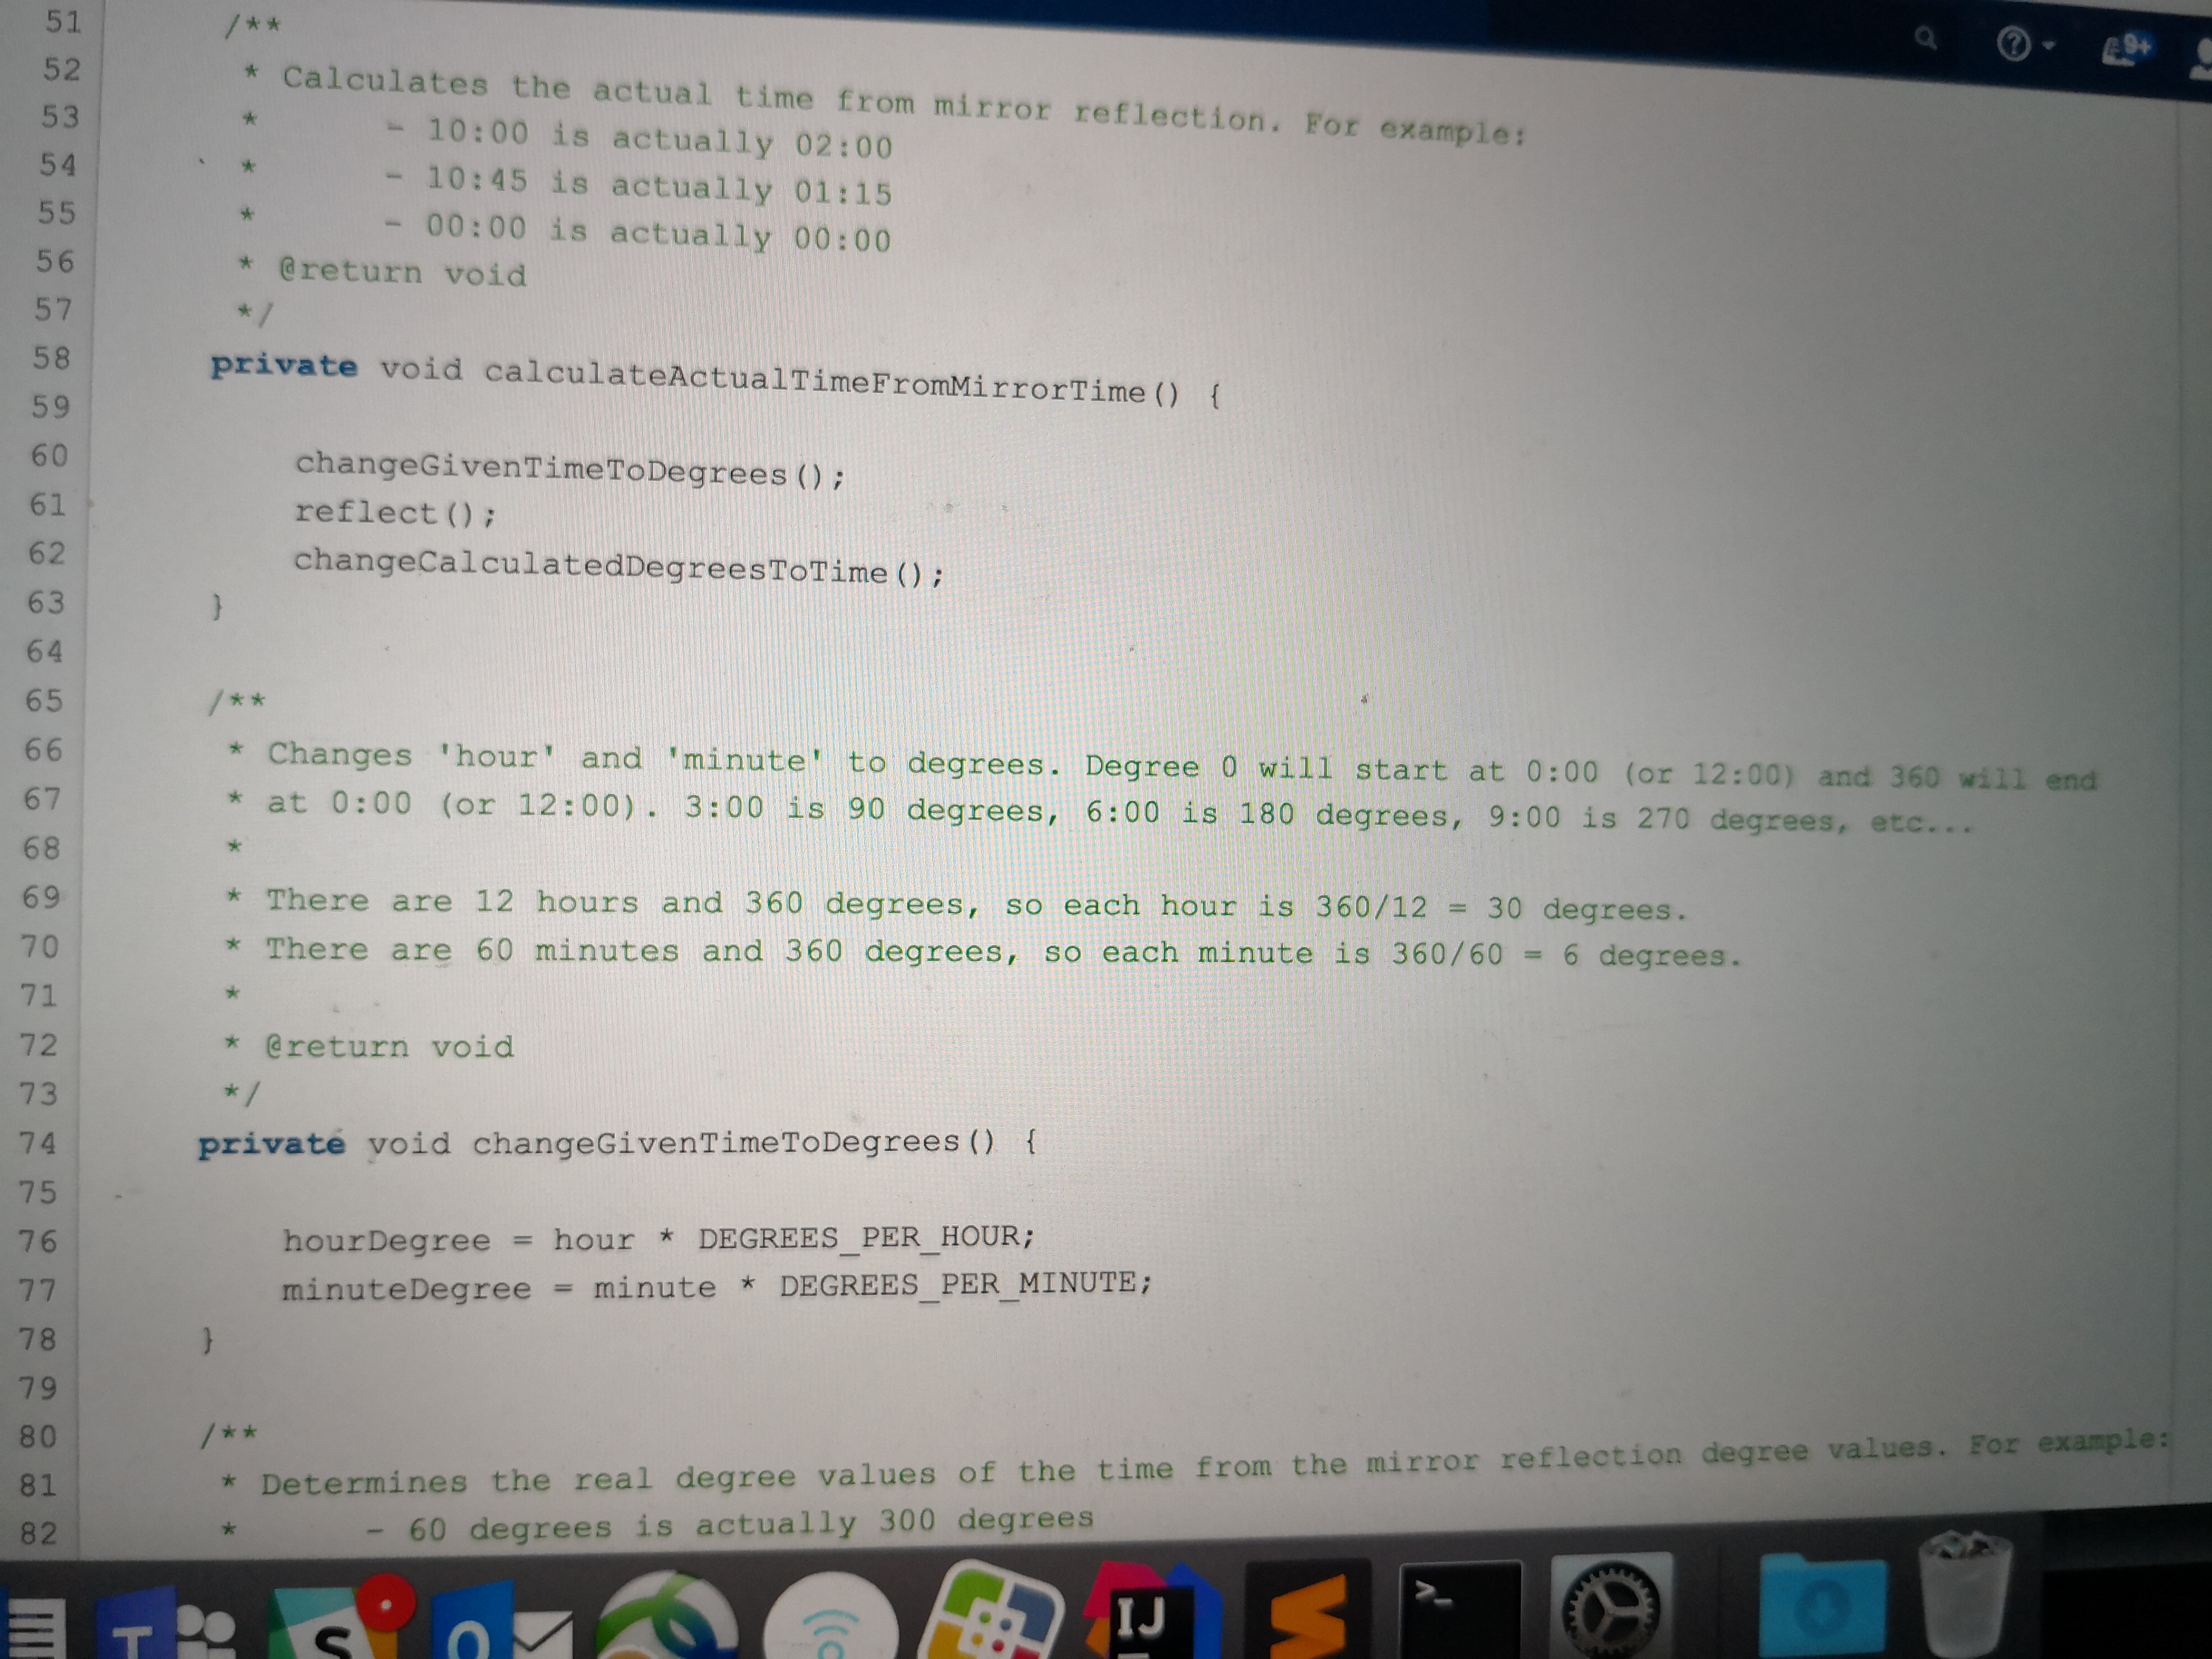 51 /**
52 * Calculates the actual time from mirror reflection. For example:
53 * - 10:00 is actually 02:00
54 * - 10:45 is actually 01:15
55 * - 00:00 is actually 00:00
56 * @return void
57 */
58 private void calculateActualTimeFromMirrorTime() {
59
60 changeGivenTimeToDegrees();
61 reflect();
62 changeCalculatedDegreesToTime();
63 }
64
65 /**
66 * Changes 'hour' and 'minute' to degrees. Degree 0 will start at 0:00 (or 12:00) and 360 will end
67 * at 0:00 (or 12:00). 3:00 is 90 degrees, 6:00 is 180 degrees, 9:00 is 270 degrees, etc...
68 *
69 * There are 12 hours and 360 degrees, so each hour is 360/12 = 30 degrees.
70 * There are 60 minutes and 360 degrees, so each minute is 360/60 = 6 degrees.
71 *
72 * @return void
73 */
74 private void changeGivenTimeToDegrees() {
75
76 hourDegree = hour * DEGREES_PER_HOUR;
77 minuteDegree = minute * DEGREES_PER_MINUTE;
78 }
79
80 /**
81 * Determines the real degree values of the time from the mirror reflection degree values. For example:
82 * - 60 degrees is actually 300 degrees
?
9+
T
S
O
IJ
>_